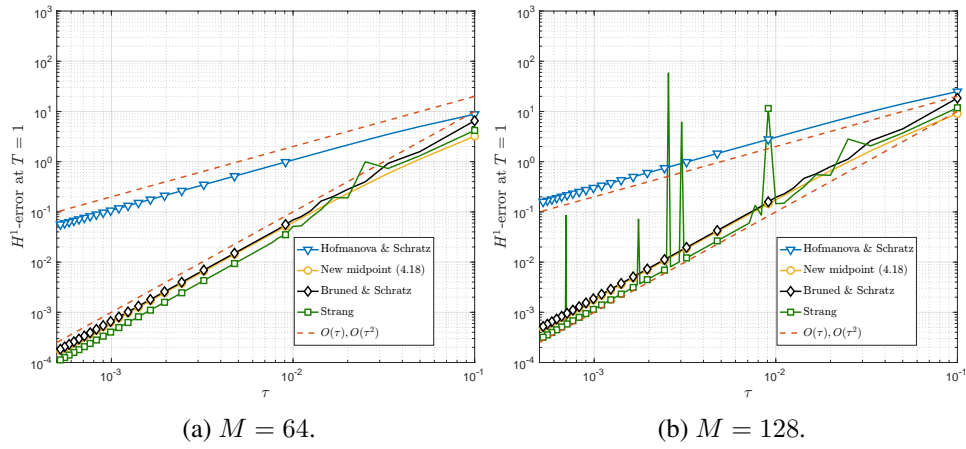 10^3
10^2
10^1
10^0
10^-1
10^-2
10^-3
10^-4
H^1-error at T = 1
10^-3
10^-2
10^-1
τ
Hofmanova & Schratz
New midpoint (4.18)
Bruned & Schratz
Strang
O(τ), O(τ^2)
(a) M = 64.
10^3
10^2
10^1
10^0
10^-1
10^-2
10^-3
10^-4
H^1-error at T = 1
10^-3
10^-2
10^-1
τ
Hofmanova & Schratz
New midpoint (4.18)
Bruned & Schratz
Strang
O(τ), O(τ^2)
(b) M = 128.